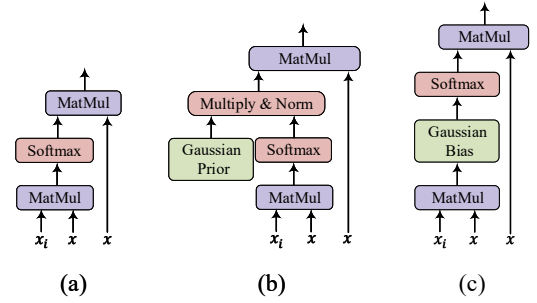 MatMul
Softmax
MatMul
x_i x x
(a)
MatMul
Multiply & Norm
Gaussian
Prior
Softmax
MatMul
x_i x x
(b)
MatMul
Softmax
Gaussian
Bias
MatMul
x_i x x
(c)